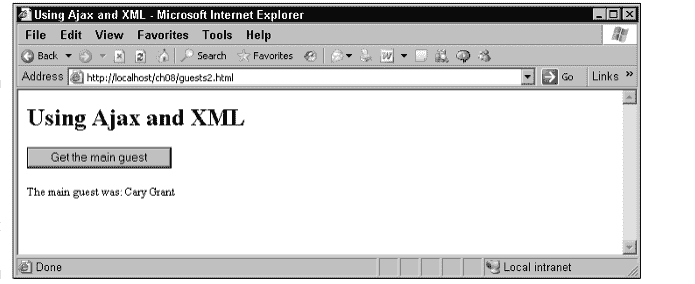 Using Ajax and XML - Microsoft Internet Explorer
File Edit View Favorites Tools Help
Back Search Favorites
Address http://localhost/ch08/guests2.html Go Links »
Using Ajax and XML
Get the main guest
The main guest was: Cary Grant
Done Local intranet